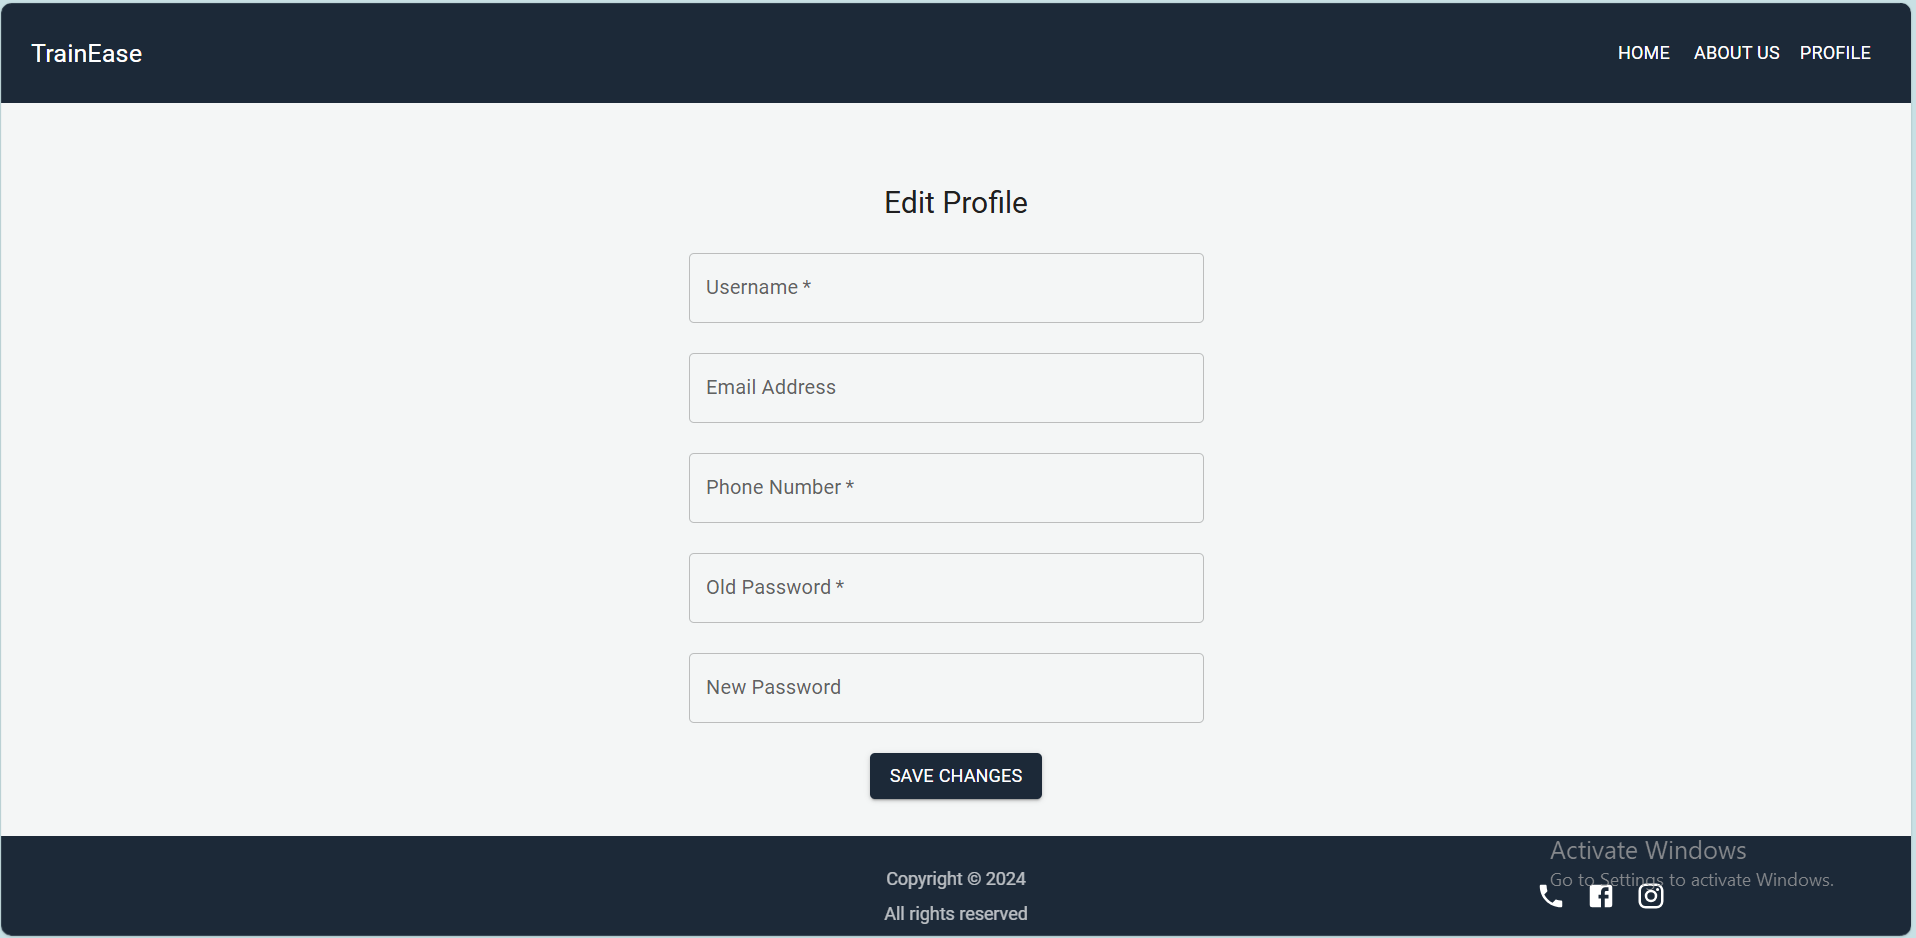 TrainEase
HOME ABOUT US PROFILE
Edit Profile
Username *
Email Address
Phone Number *
Old Password *
New Password
SAVE CHANGES
Activate Windows
Go to Settings to activate Windows.
Copyright © 2024
All rights reserved